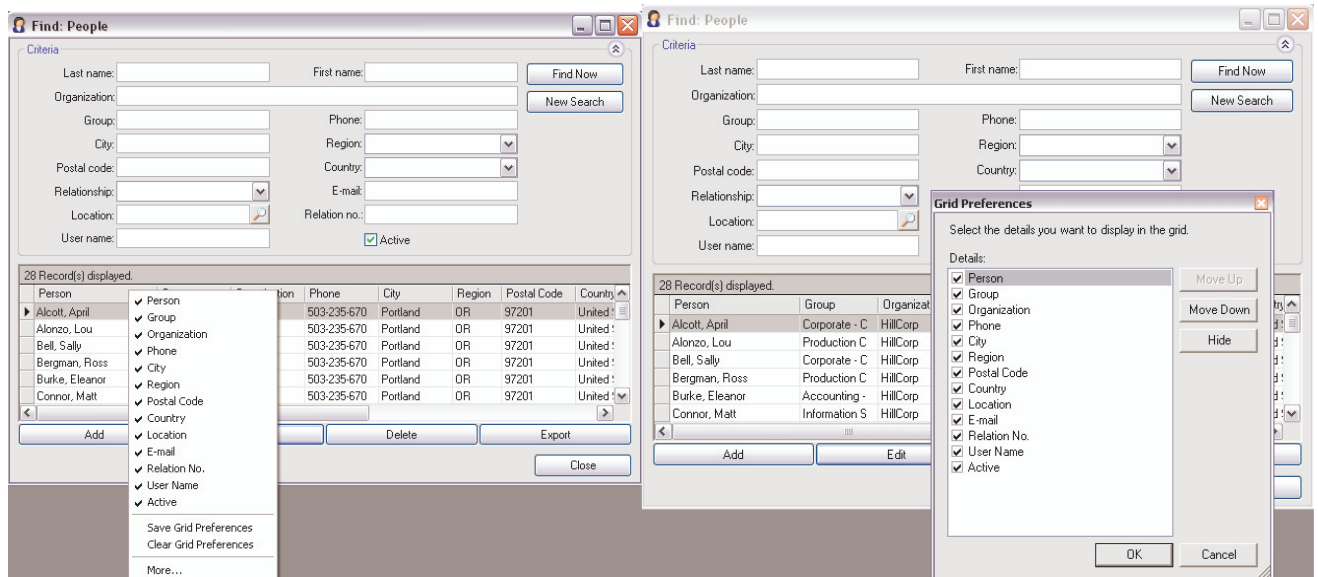 Find: People
Criteria
Last name: First name: Find Now
Organization: New Search
Group: Phone:
City: Region:
Postal code: Country:
Relationship: E-mail:
Location: Relation no.:
User name: Active
28 Record(s) displayed.
Person tion Phone City Region Postal Code Country
Alcott, April 503-235-670 Portland OR 97201 United
Alonzo, Lou 503-235-670 Portland OR 97201 United
Bell, Sally 503-235-670 Portland OR 97201 United
Bergman, Ross 503-235-670 Portland OR 97201 United
Burke, Eleanor 503-235-670 Portland OR 97201 United
Connor, Matt 503-235-670 Portland OR 97201 United
Add Delete Export
Close
Person
Group
Organization
Phone
City
Region
Postal Code
Country
Location
E-mail
Relation No.
User Name
Active
Save Grid Preferences
Clear Grid Preferences
More...
Find: People
Criteria
Last name: First name: Find Now
Organization: New Search
Group: Phone:
City: Region:
Postal code: Country:
Relationship:
Location:
User name:
28 Record(s) displayed.
Person Group Organizat
Alcott, April Corporate - C HillCorp
Alonzo, Lou Production C HillCorp
Bell, Sally Corporate - C HillCorp
Bergman, Ross Production C HillCorp
Burke, Eleanor Accounting - HillCorp
Connor, Matt Information S HillCorp
Add Edit
Grid Preferences
Select the details you want to display in the grid.
Details:
Person
Group
Organization
Phone
City
Region
Postal Code
Country
Location
E-mail
Relation No.
User Name
Active
Move Up
Move Down
Hide
OK Cancel